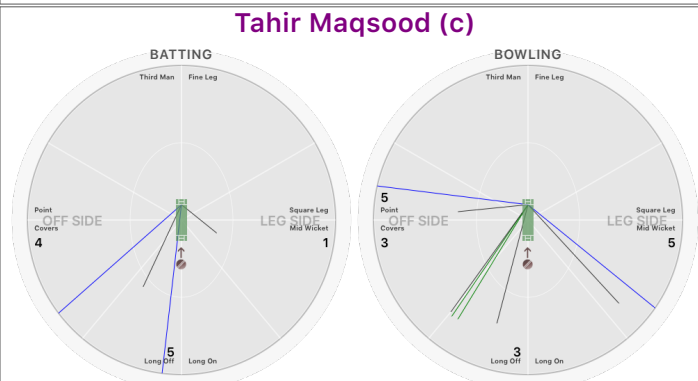 Tahir Maqsood (c)
BATTING
Third Man Fine Leg
Point
OFF SIDE
Covers
4
Square Leg
LEG SIDE
Mid Wicket
1
5
Long Off Long On
BOWLING
Third Man Fine Leg
5
Point
OFF SIDE
Covers
3
Square Leg
LEG SIDE
Mid Wicket
5
3
Long Off Long On